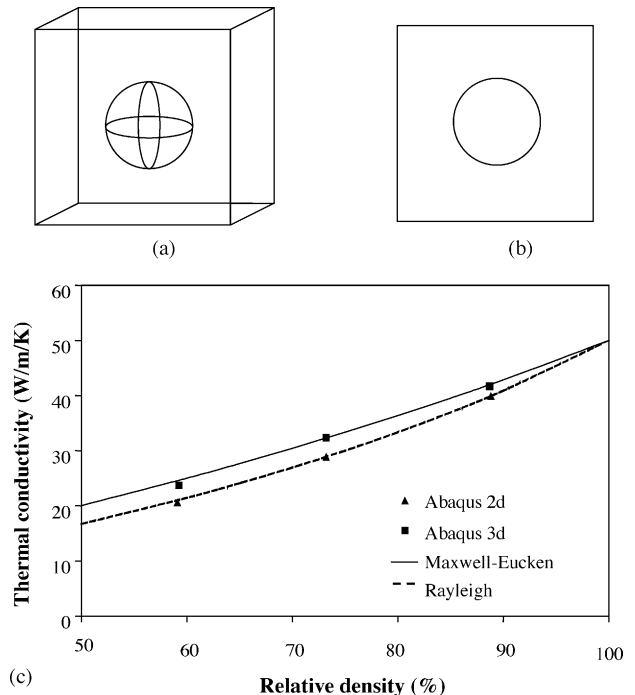 (a)
(b)
60
50
40
30
20
10
0
Thermal conductivity (W/m/K)
Abaqus 2d
Abaqus 3d
Maxwell-Eucken
Rayleigh
50 60 70 80 90 100
(c)
Relative density (%)